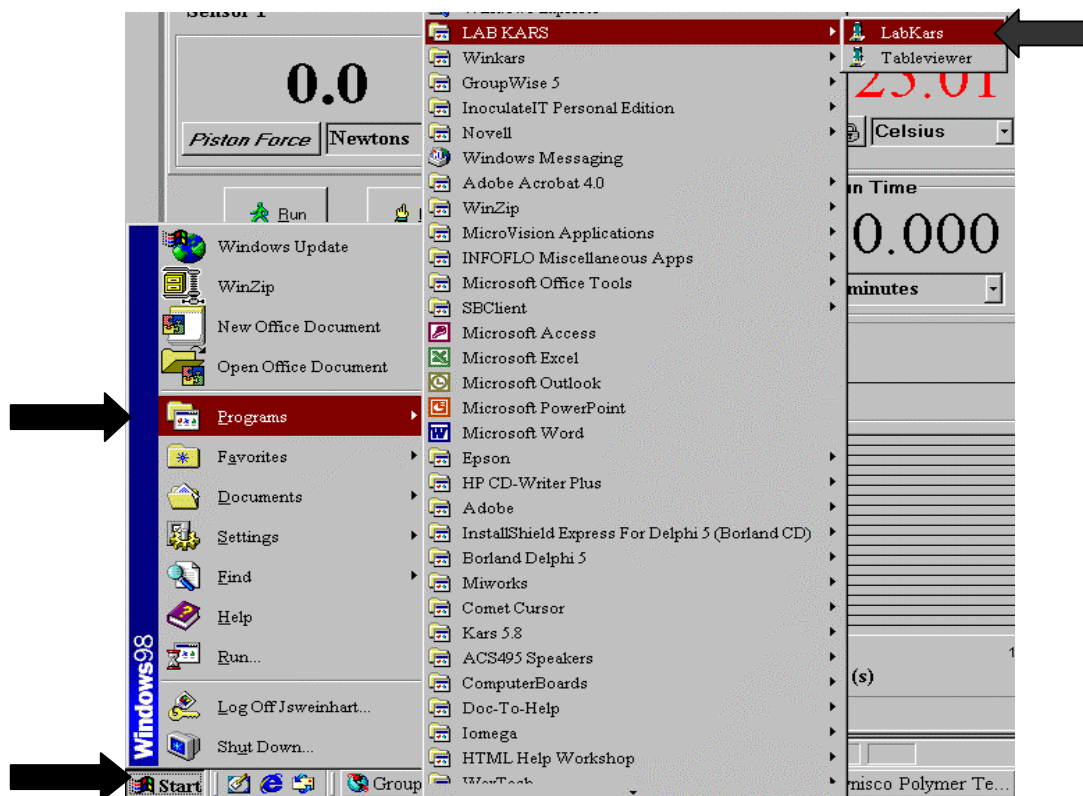 Sensor 1
0.0
Piston Force
Newtons
Run
LAB KARS
Winkars
GroupWise 5
InoculateIT Personal Edition
Novell
Windows Messaging
Adobe Acrobat 4.0
WinZip
MicroVision Applications
INFOFLO Miscellaneous Apps
Microsoft Office Tools
SBClient
Microsoft Access
Microsoft Excel
Microsoft Outlook
Microsoft PowerPoint
Microsoft Word
Epson
HP CD-Writer Plus
Adobe
InstallShield Express For Delphi 5 (Borland CD)
Borland Delphi 5
Miworks
Comet Cursor
Kars 5.8
ACS495 Speakers
ComputerBoards
Doc-To-Help
Iomega
HTML Help Workshop
LabKars
Tableviewer
23.01
Celsius
un Time
0.000
minutes
1
(s)
Windows Update
WinZip
New Office Document
Open Office Document
Programs
Favorites
Documents
Settings
Find
Help
Run...
Log Off Jsweinhart...
Shut Down...
Windows98
Start
Group
nisco Polymer Te...